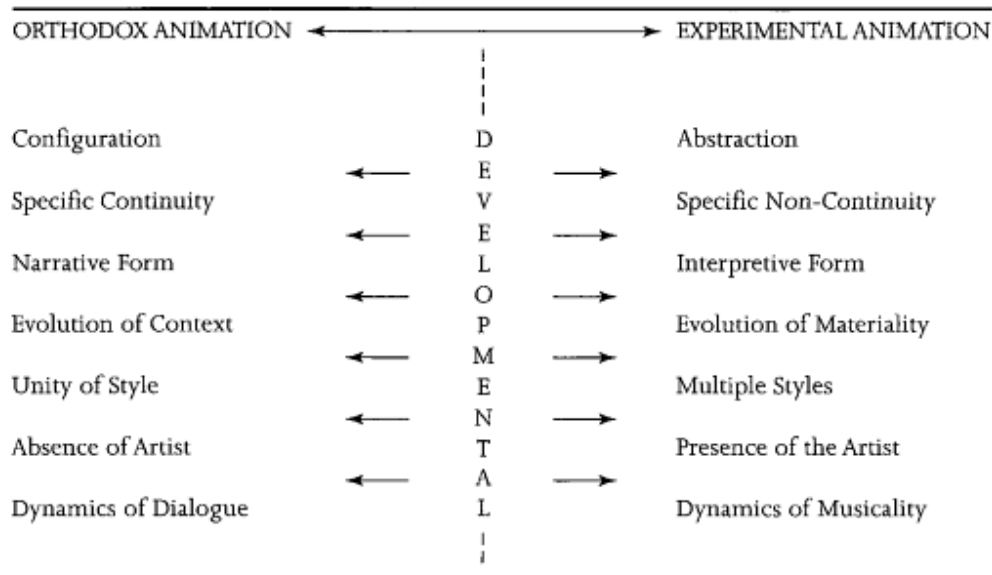 ORTHODOX ANIMATION EXPERIMENTAL ANIMATION
Configuration Abstraction
Specific Continuity Specific Non-Continuity
Narrative Form Interpretive Form
Evolution of Context Evolution of Materiality
Unity of Style Multiple Styles
Absence of Artist Presence of the Artist
Dynamics of Dialogue Dynamics of Musicality
DEVELOPMENTAL